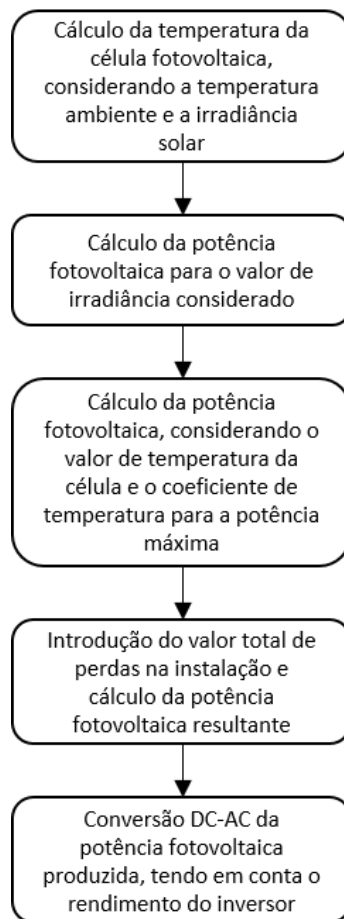 Cálculo da temperatura da
célula fotovoltaica,
considerando a temperatura
ambiente e a irradiância
solar
Cálculo da potência
fotovoltaica para o valor de
irradiância considerado
Cálculo da potência
fotovoltaica, considerando o
valor de temperatura da
célula e o coeficiente de
temperatura para a potência
máxima
Introdução do valor total de
perdas na instalação e
cálculo da potência
fotovoltaica resultante
Conversão DC-AC da
potência fotovoltaica
produzida, tendo em conta o
rendimento do inversor